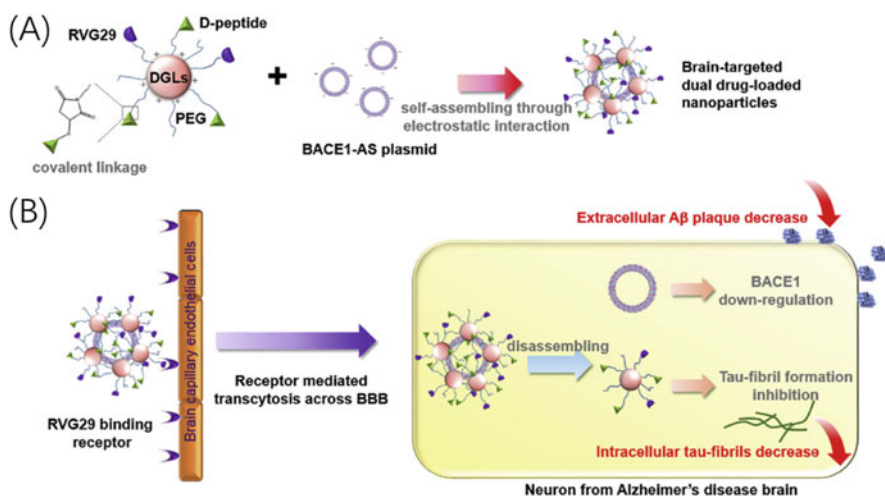 (A)
RVG29
D-peptide
DGLs
PEG
covalent linkage
+
BACE1-AS plasmid
self-assembling through
electrostatic interaction
Brain-targeted
dual drug-loaded
nanoparticles
(B)
Brain capillary endothelial cells
RVG29 binding
receptor
Receptor mediated
transcytosis across BBB
Extracellular Aβ plaque decrease
BACE1
down-regulation
disassembling
Tau-fibril formation
inhibition
Intracellular tau-fibrils decrease
Neuron from Alzheimer's disease brain